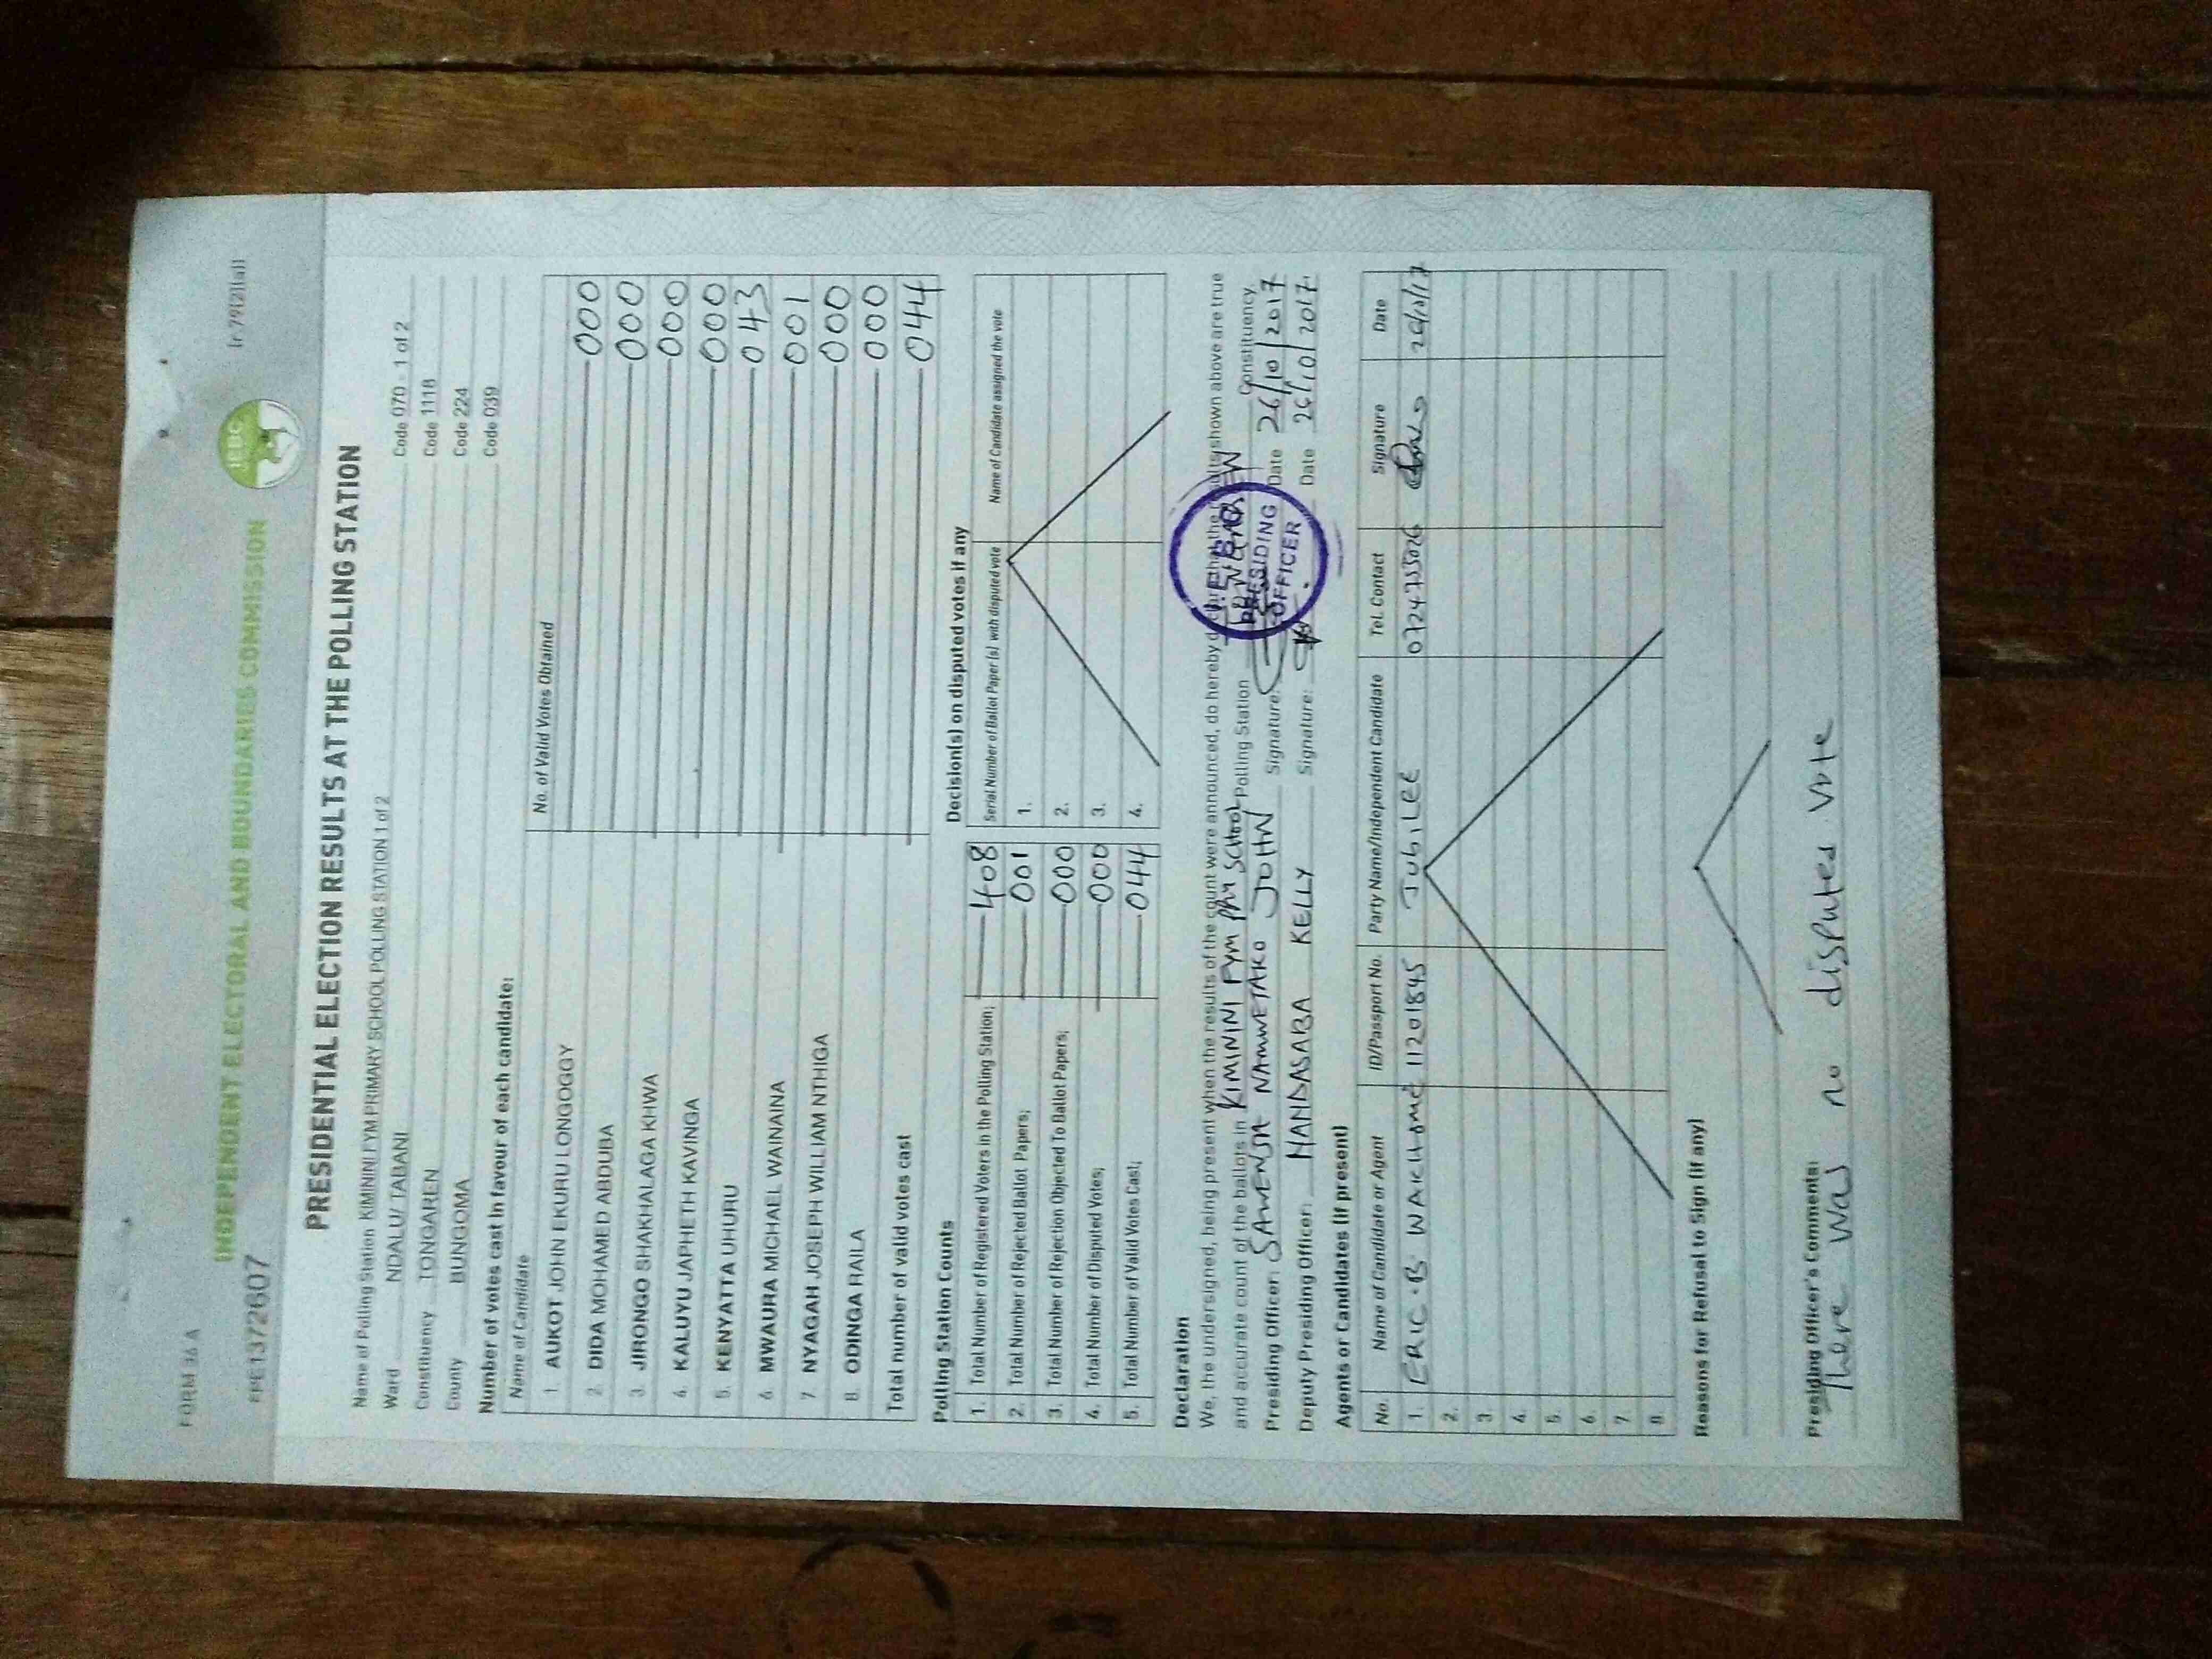 FORM 36 A
(r.79(2)(a))
INDEPENDENT ELECTORAL AND BOUNDARIES COMMISSION
IEBC
PRESIDENTIAL ELECTION RESULTS AT THE POLLING STATION
Name of Polling Station KIMININI FYM PRIMARY SCHOOL POLLING STATION 1 of 2 Code 070 - 1 of 2
Ward NDALU/ TABANI Code 1118
Constituency TONGAREN Code 224
County BUNGOMA Code 039
Number of votes cast in favour of each candidate:
Name of Candidate No. of Valid Votes Obtained
1. AUKOT JOHN EKURU LONGOGGY 000
2. DIDA MOHAMED ABDUBA 000
3. JIRONGO SHAKHALAGA KHWA 000
4. KALUYU JAPHETH KAVINGA 000
5. KENYATTA UHURU 043
6. MWAURA MICHAEL WAINAINA 001
7. NYAGAH JOSEPH WILLIAM NTHIGA 000
8. ODINGA RAILA 000
Total number of valid votes cast 044
Polling Station Counts
1. Total Number of Registered Voters in the Polling Station; 408
2. Total Number of Rejected Ballot Papers; 001
3. Total Number of Rejection Objected To Ballot Papers; 000
4. Total Number of Disputed Votes; 000
5. Total Number of Valid Votes Cast; 044
Decision(s) on disputed votes if any
Serial Number of Ballot Paper (s) with disputed vote Name of Candidate assigned the vote
1.
2.
3.
4.
Declaration
We, the undersigned, being present when the results of the count were announced, do hereby declare that the results shown above are true
and accurate count of the ballots in KIMININI FYM PRY SCHOOL Polling Station Constituency
Presiding Officer: NAMWETAKO JOHN Signature: Date 26/10/2017
Deputy Presiding Officer: NANDASABA KELLY Signature: Date 26/10/2017
PRESIDING
OFFICER
Agents or Candidates (if present)
No. Name of Candidate or Agent ID/Passport No. Party Name/Independent Candidate Tel. Contact Signature Date
1. ERIC .B 11201845 JubiLEE 26/10/17
2.
3.
4.
5.
6.
7.
8.
Reasons for Refusal to Sign (if any)
Presiding Officer's Comments:
There was no disputed vote